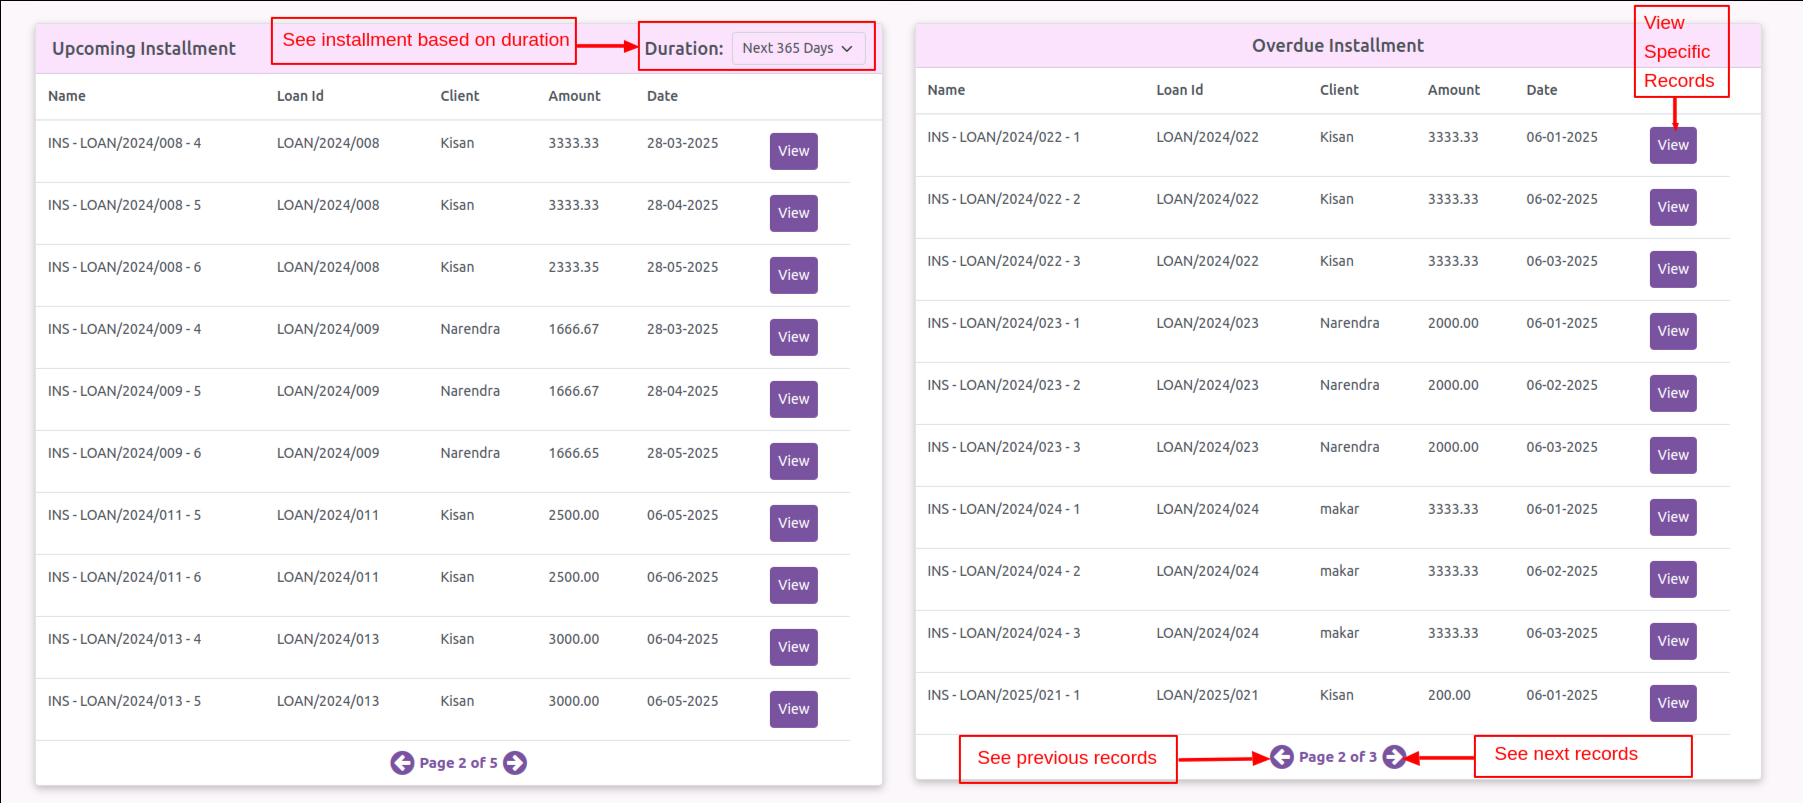 Upcoming Installment
See installment based on duration
Duration: Next 365 Days
Name Loan Id Client Amount Date
INS - LOAN/2024/008 - 4 LOAN/2024/008 Kisan 3333.33 28-03-2025 View
INS - LOAN/2024/008 - 5 LOAN/2024/008 Kisan 3333.33 28-04-2025 View
INS - LOAN/2024/008 - 6 LOAN/2024/008 Kisan 2333.35 28-05-2025 View
INS - LOAN/2024/009 - 4 LOAN/2024/009 Narendra 1666.67 28-03-2025 View
INS - LOAN/2024/009 - 5 LOAN/2024/009 Narendra 1666.67 28-04-2025 View
INS - LOAN/2024/009 - 6 LOAN/2024/009 Narendra 1666.65 28-05-2025 View
INS - LOAN/2024/011 - 5 LOAN/2024/011 Kisan 2500.00 06-05-2025 View
INS - LOAN/2024/011 - 6 LOAN/2024/011 Kisan 2500.00 06-06-2025 View
INS - LOAN/2024/013 - 4 LOAN/2024/013 Kisan 3000.00 06-04-2025 View
INS - LOAN/2024/013 - 5 LOAN/2024/013 Kisan 3000.00 06-05-2025 View
Page 2 of 5
Overdue Installment
View
Specific
Records
Name Loan Id Client Amount Date
INS - LOAN/2024/022 - 1 LOAN/2024/022 Kisan 3333.33 06-01-2025 View
INS - LOAN/2024/022 - 2 LOAN/2024/022 Kisan 3333.33 06-02-2025 View
INS - LOAN/2024/022 - 3 LOAN/2024/022 Kisan 3333.33 06-03-2025 View
INS - LOAN/2024/023 - 1 LOAN/2024/023 Narendra 2000.00 06-01-2025 View
INS - LOAN/2024/023 - 2 LOAN/2024/023 Narendra 2000.00 06-02-2025 View
INS - LOAN/2024/023 - 3 LOAN/2024/023 Narendra 2000.00 06-03-2025 View
INS - LOAN/2024/024 - 1 LOAN/2024/024 makar 3333.33 06-01-2025 View
INS - LOAN/2024/024 - 2 LOAN/2024/024 makar 3333.33 06-02-2025 View
INS - LOAN/2024/024 - 3 LOAN/2024/024 makar 3333.33 06-03-2025 View
INS - LOAN/2025/021 - 1 LOAN/2025/021 Kisan 200.00 06-01-2025 View
See previous records
Page 2 of 3
See next records